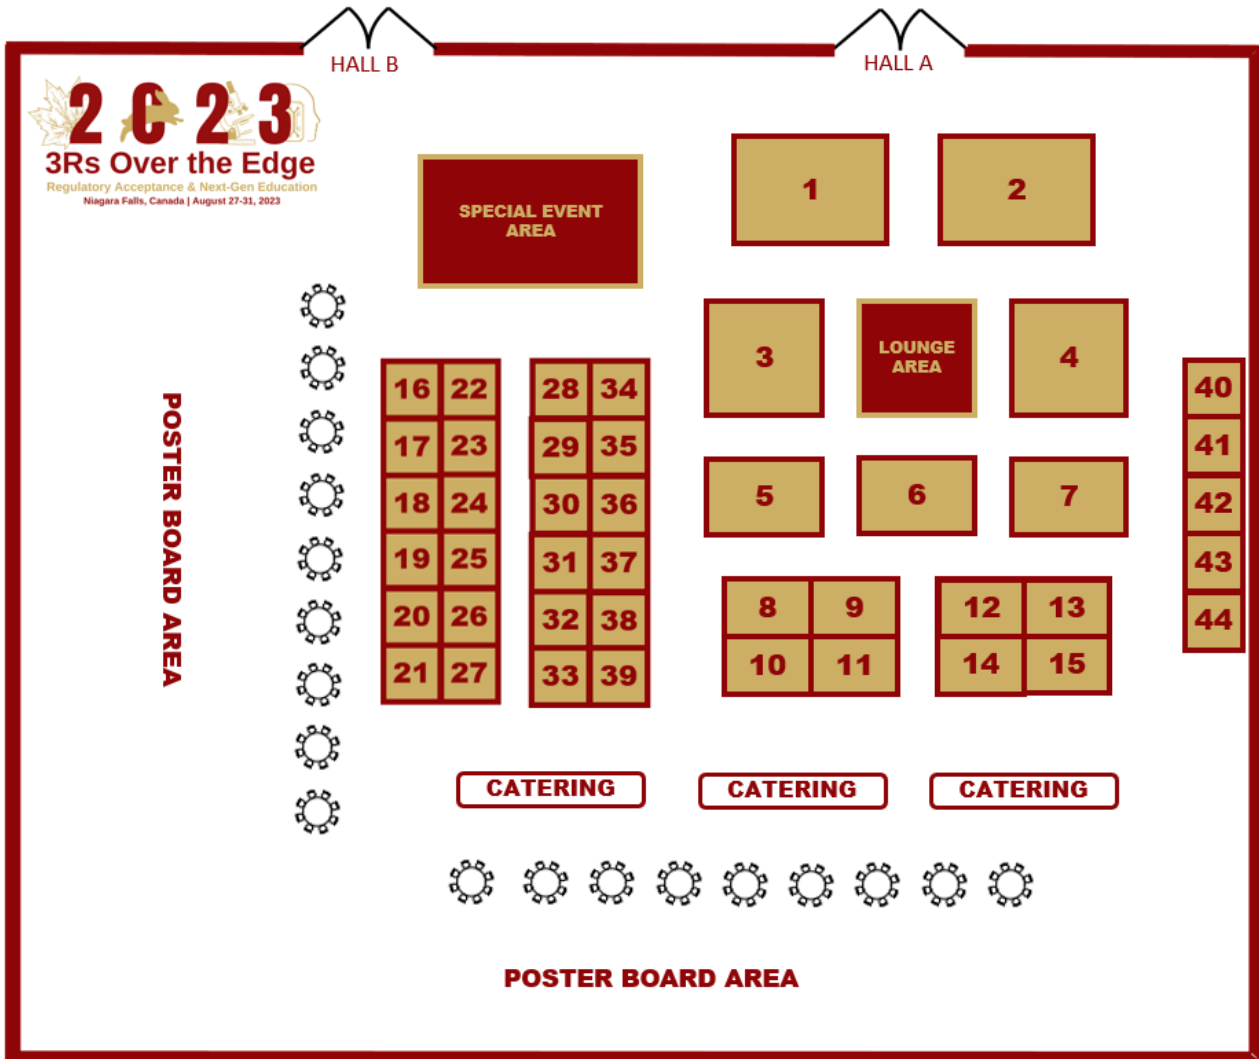 HALL B
HALL A
2023
3Rs Over the Edge
Regulatory Acceptance & Next-Gen Education
Niagara Falls, Canada | August 27-31, 2023
SPECIAL EVENT
AREA
1
2
3
LOUNGE
AREA
4
5
6
7
8 9
10 11
12 13
14 15
16 22
17 23
18 24
19 25
20 26
21 27
28 34
29 35
30 36
31 37
32 38
33 39
40
41
42
43
44
POSTER BOARD AREA
CATERING
CATERING
CATERING
POSTER BOARD AREA